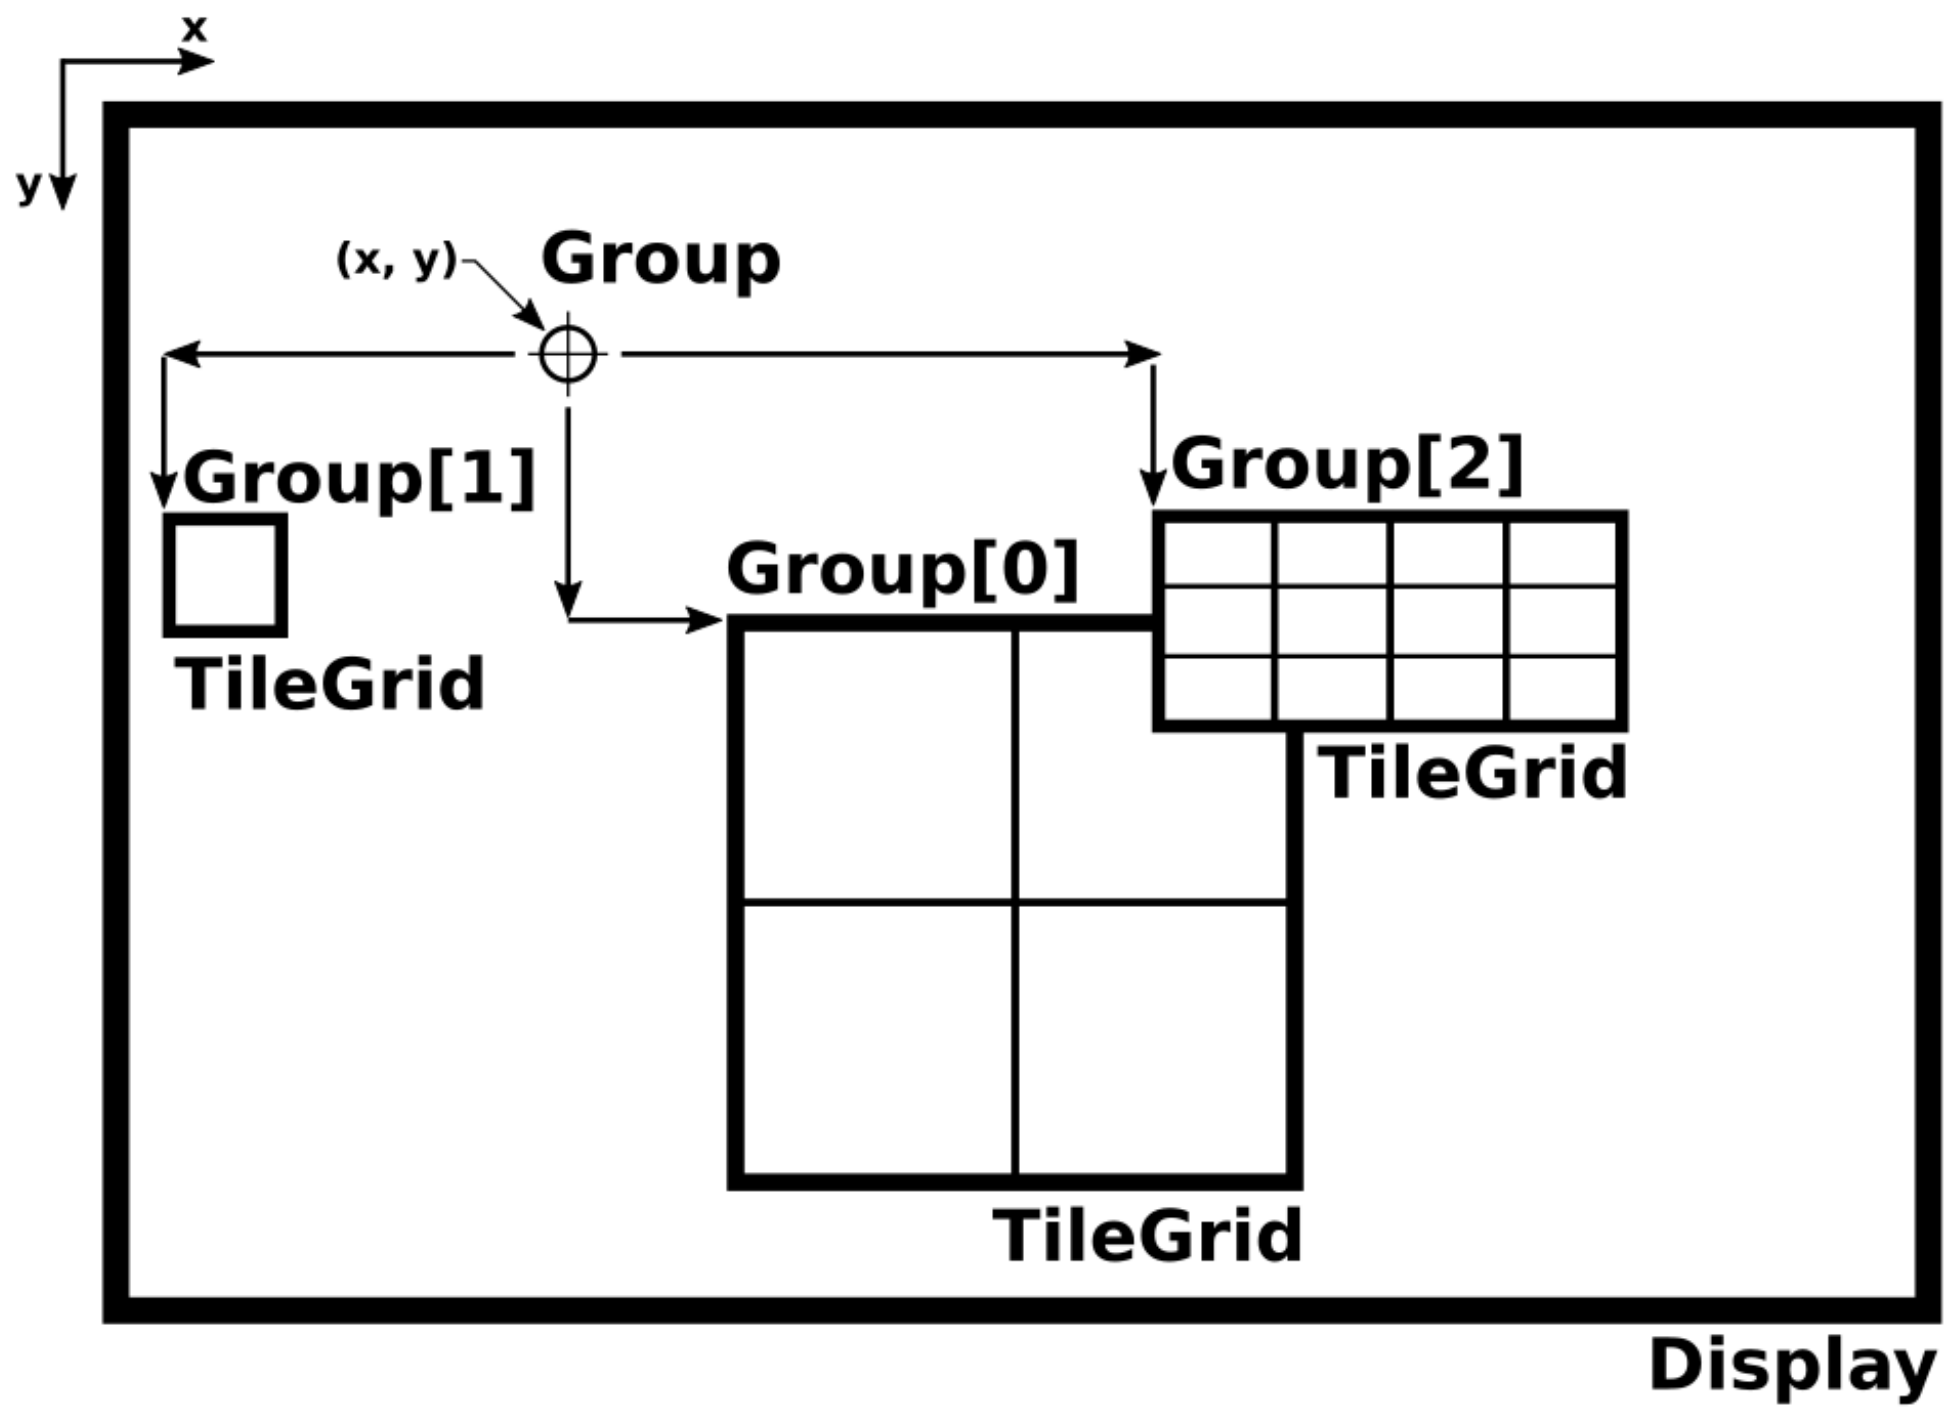 x
y
(x, y)
Group
Group[1]
Group[2]
Group[0]
TileGrid
TileGrid
TileGrid
Display